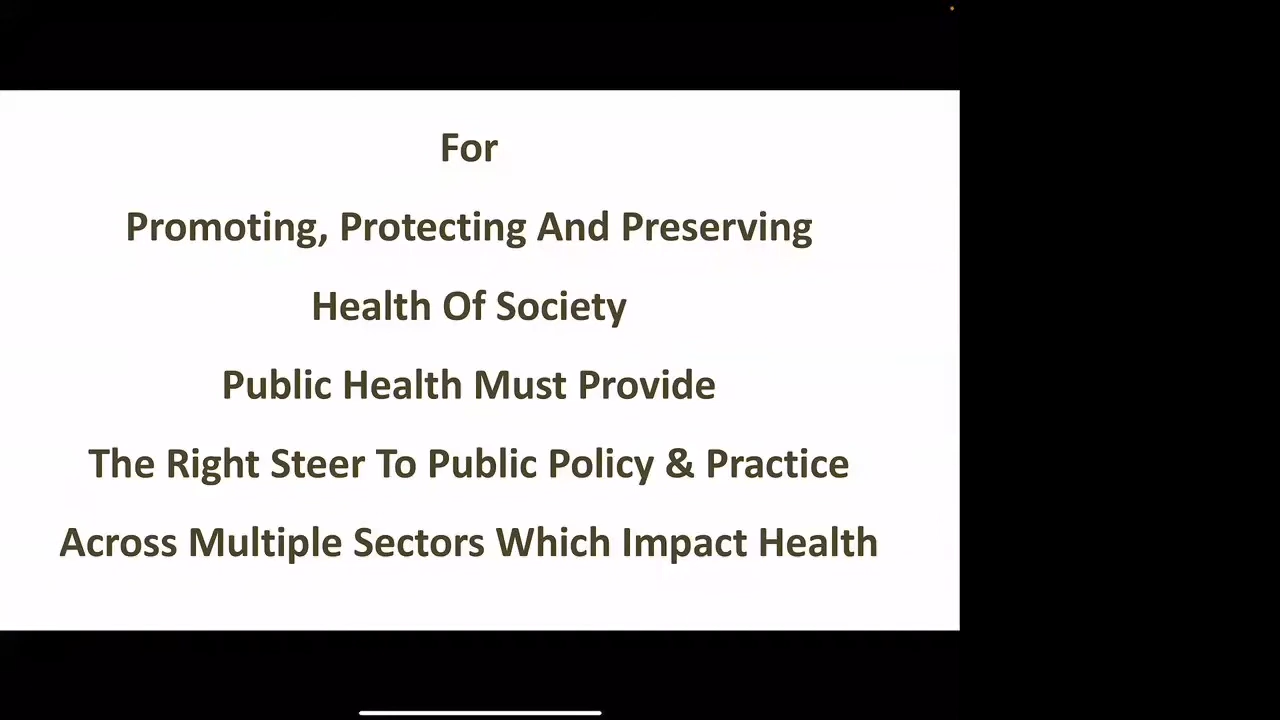 For
Promoting, Protecting And Preserving
Health Of Society
Public Health Must Provide
The Right Steer To Public Policy & Practice
Across Multiple Sectors Which Impact Health